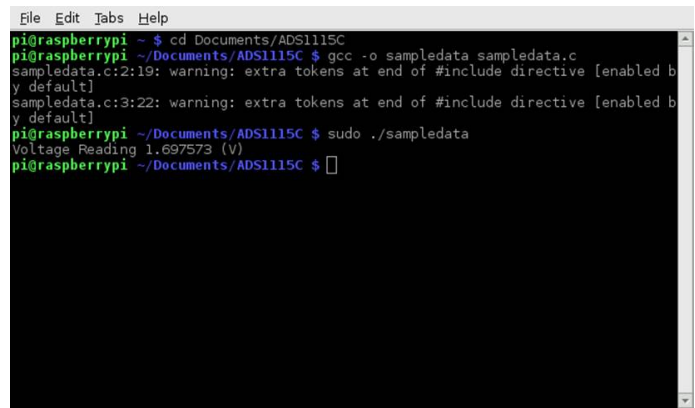 File Edit Tabs Help
pi@raspberrypi ~ $ cd Documents/ADS1115C
pi@raspberrypi ~/Documents/ADS1115C $ gcc -o sampledata sampledata.c
sampledata.c:2:19: warning: extra tokens at end of #include directive [enabled b
y default]
sampledata.c:3:22: warning: extra tokens at end of #include directive [enabled b
y default]
pi@raspberrypi ~/Documents/ADS1115C $ sudo ./sampledata
Voltage Reading 1.697573 (V)
pi@raspberrypi ~/Documents/ADS1115C $